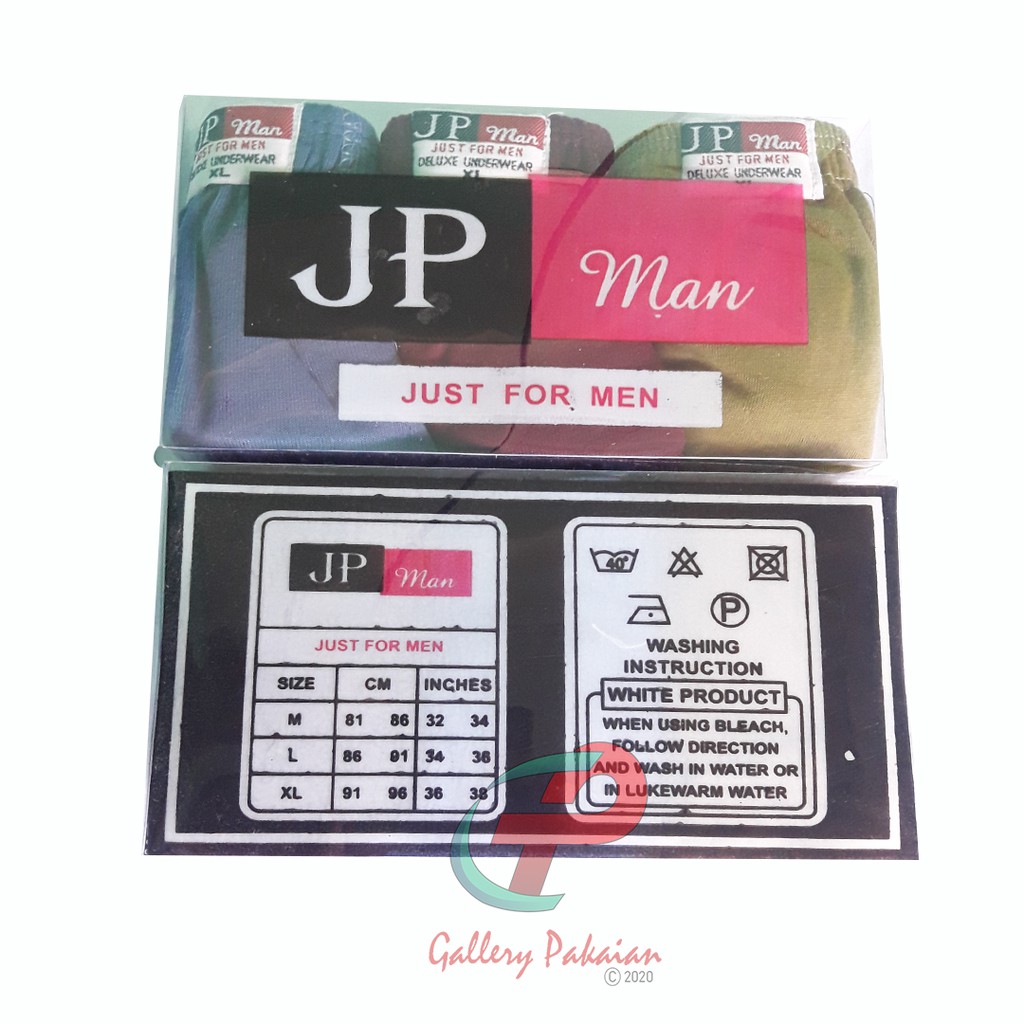 JP Man
JUST FOR MEN
DELUXE UNDERWEAR
XL
JP Man
JUST FOR MEN
DELUXE UNDERWEAR
XL
JP Man
JUST FOR MEN
DELUXE UNDERWEAR
JP Man
JUST FOR MEN
JP Man
JUST FOR MEN
SIZE CM INCHES
M 81 86 32 34
L 86 91 34 36
XL 91 96 36 38
40°
P
WASHING
INSTRUCTION
WHITE PRODUCT
WHEN USING BLEACH,
FOLLOW DIRECTION
AND WASH IN WATER OR
IN LUKEWARM WATER
Gallery Pakaian
© 2020